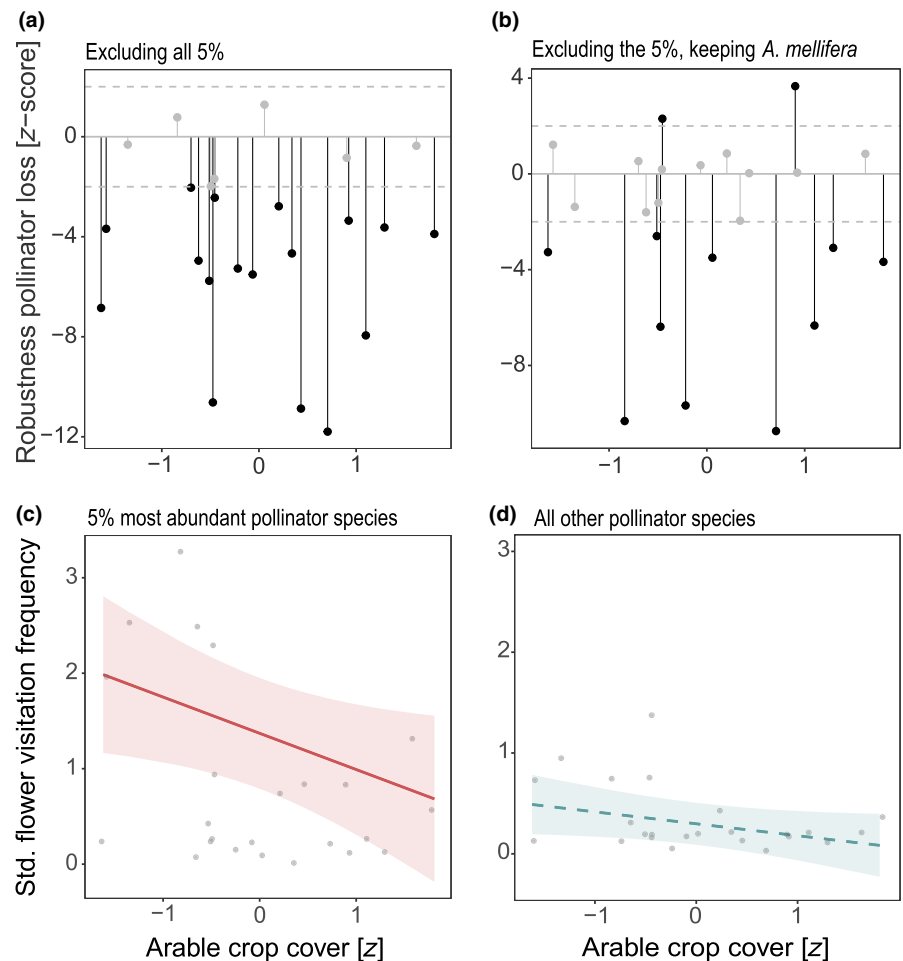 (a)
(b)
Excluding all 5%
Excluding the 5%, keeping A. mellifera
Robustness pollinator loss [z−score]
0
−4
−8
−12
−1
0
1
4
0
−4
−8
−1
0
1
(c)
(d)
5% most abundant pollinator species
All other pollinator species
Std. flower visitation frequency
3
2
1
0
−1
0
1
Arable crop cover [z]
3
2
1
0
−1
0
1
Arable crop cover [z]